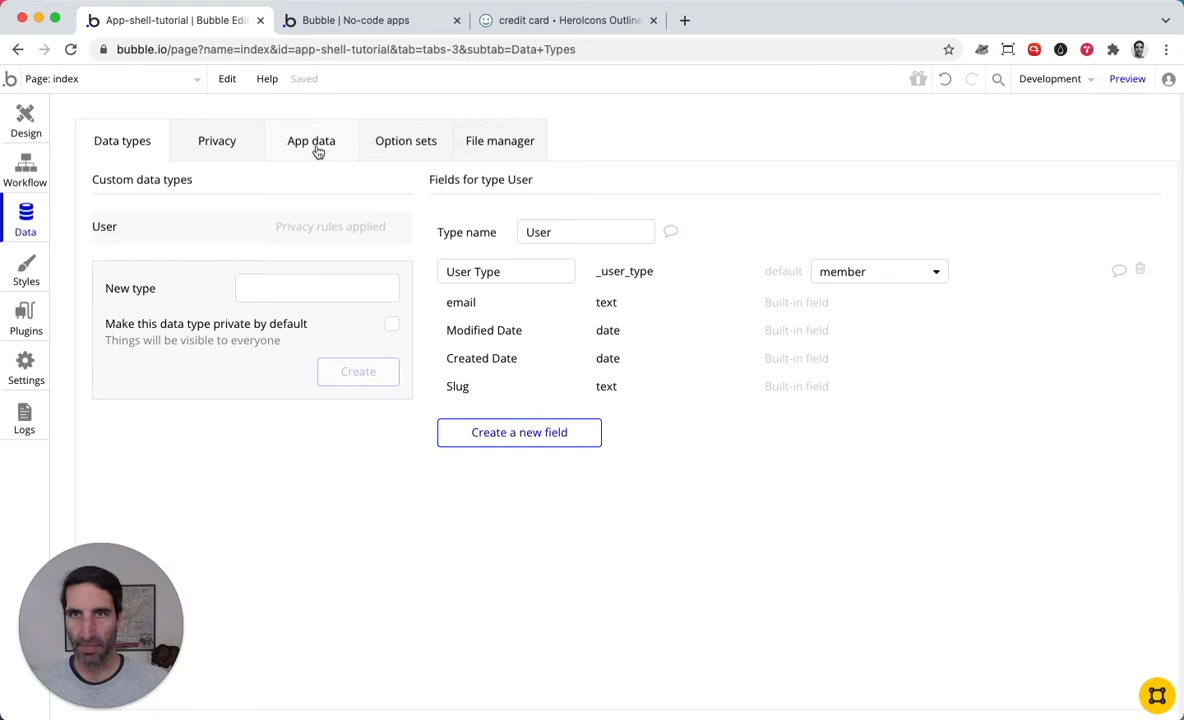 App-shell-tutorial | Bubble Edit
Bubble | No-code apps
credit card - HeroIcons Outline
bubble.io/page?name=index&id=app-shell-tutorial&tab=tabs-3&subtab=Data+Types
Page: index
Edit
Help
Saved
Development
Preview
Design
Workflow
Data
Styles
Plugins
Settings
Logs
Data types
Privacy
App data
Option sets
File manager
Custom data types
User
Privacy rules applied
New type
Make this data type private by default
Things will be visible to everyone
Create
Fields for type User
Type name
User
User Type
_user_type
default
member
email
text
Built-in field
Modified Date
date
Built-in field
Created Date
date
Built-in field
Slug
text
Built-in field
Create a new field